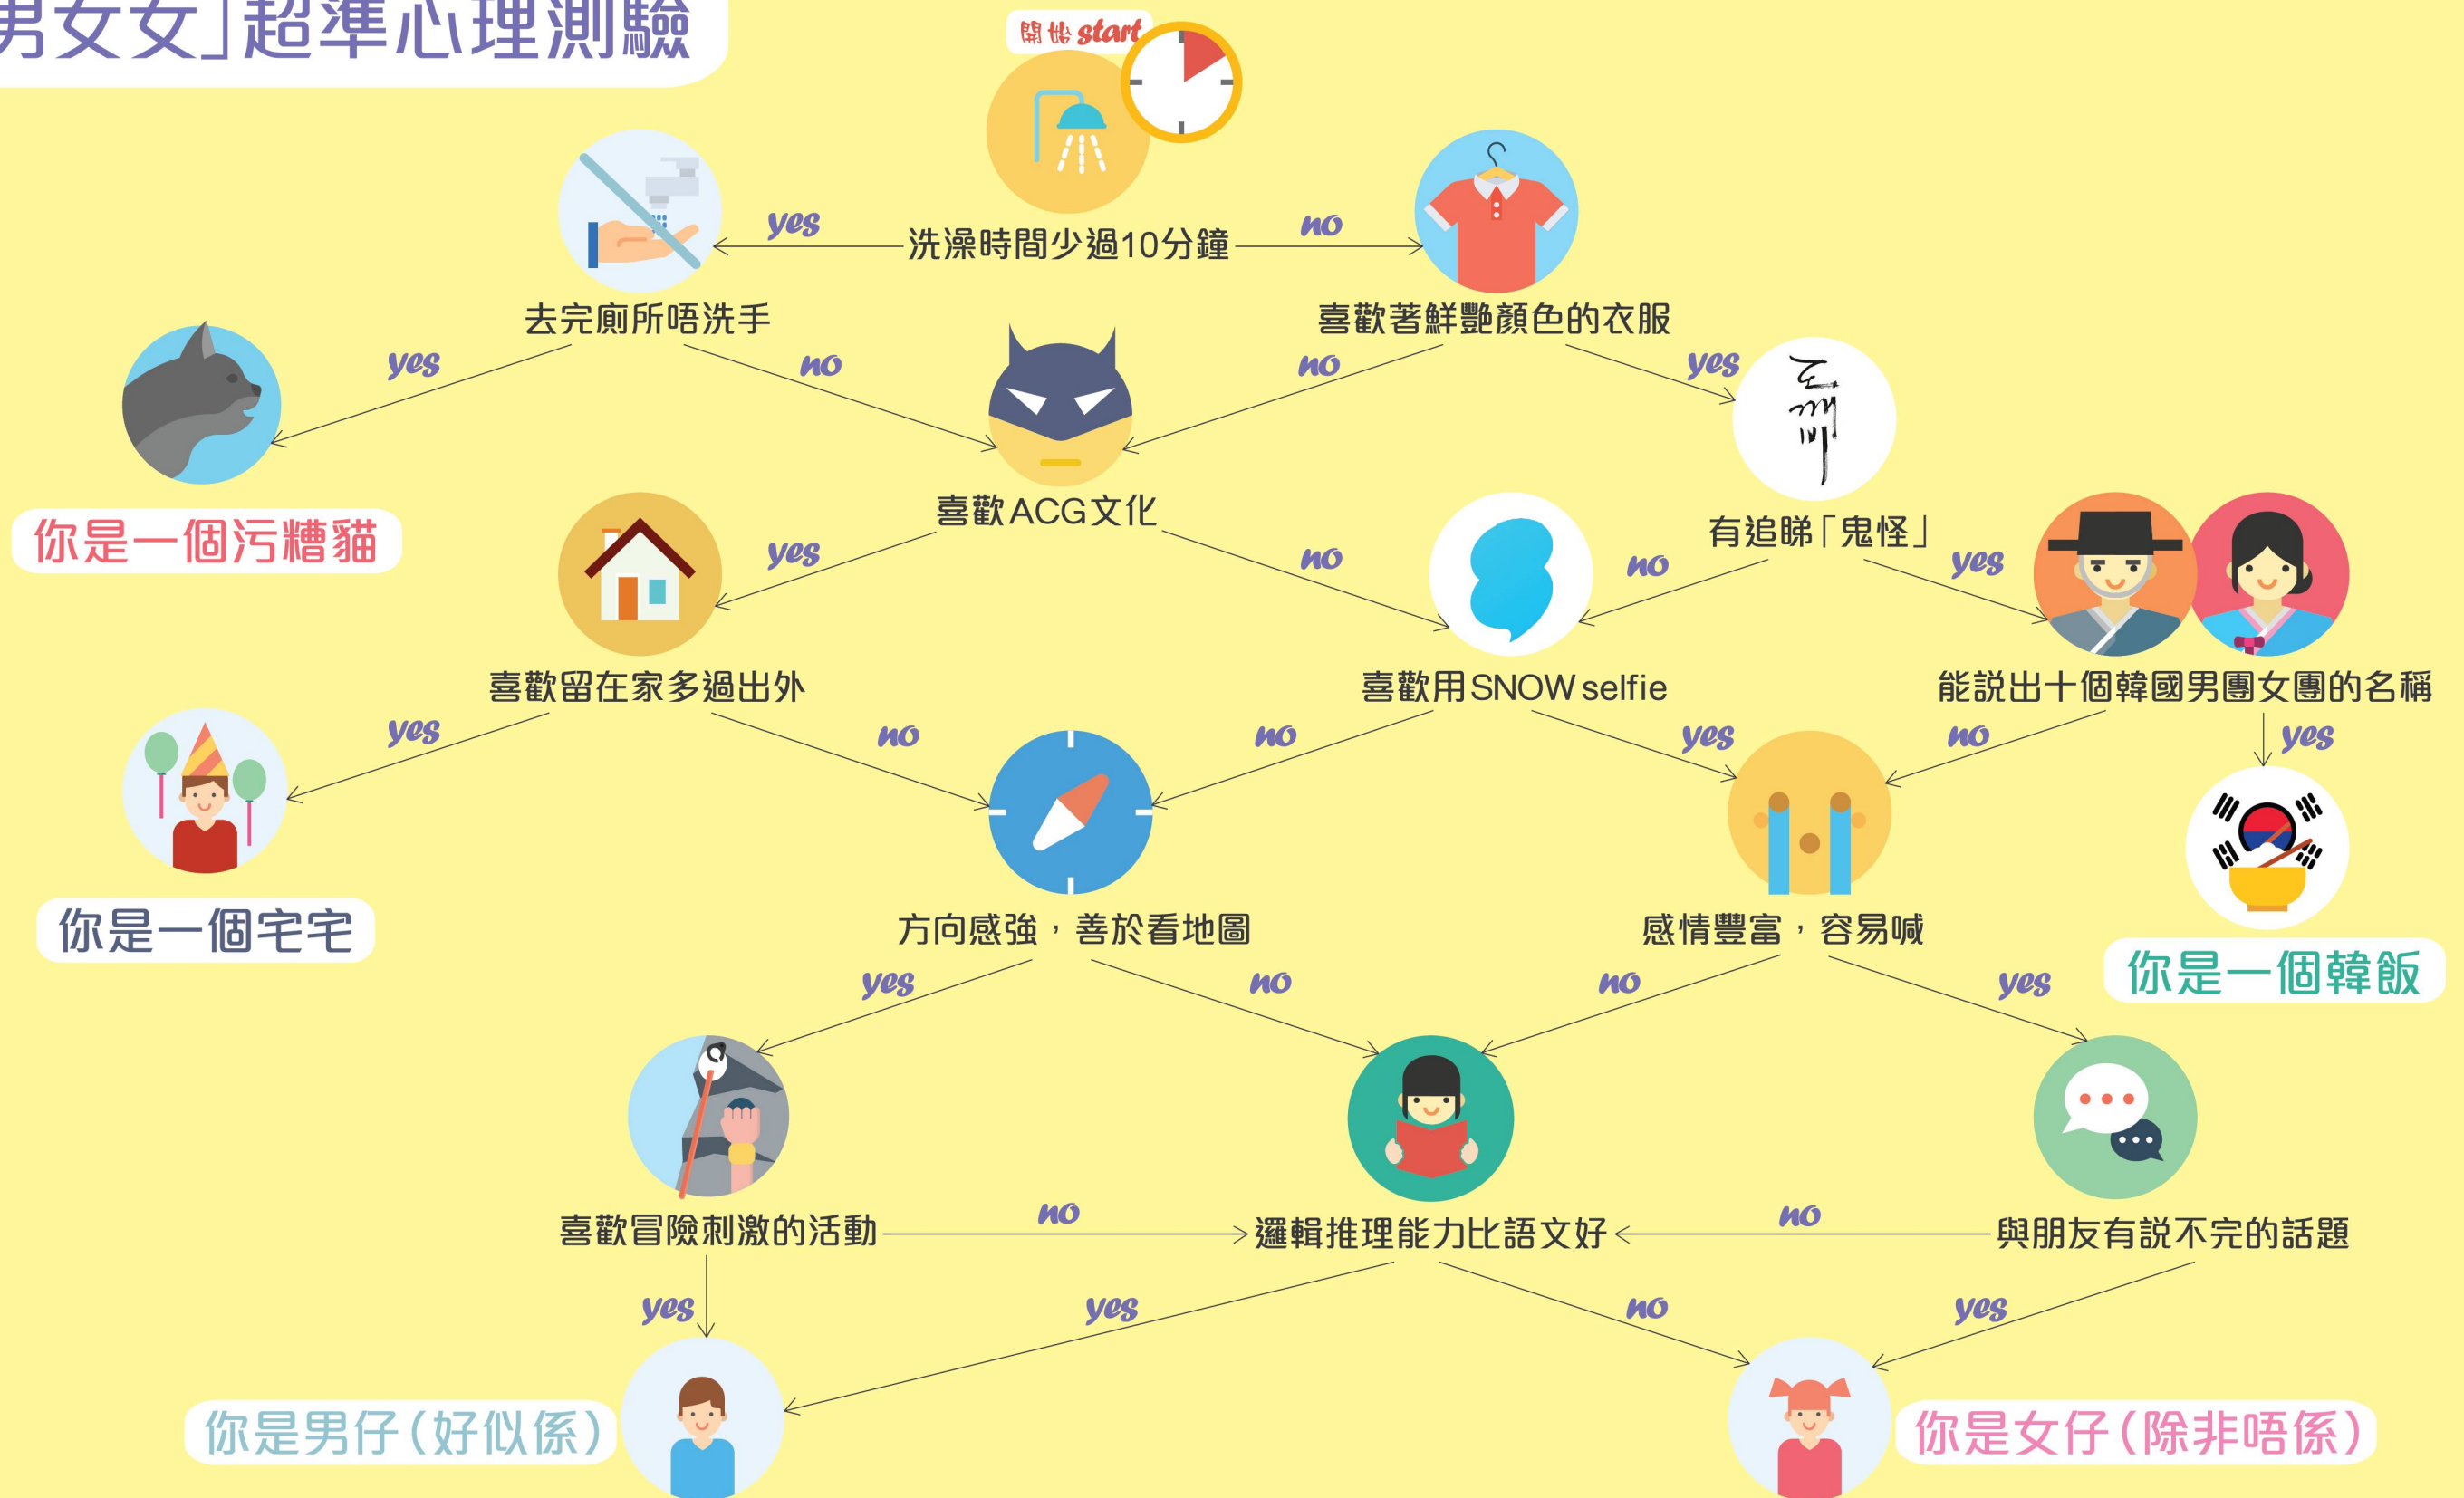 男女女」超準心理測驗
開始 start
yes
洗澡時間少過10分鐘
no
去完廁所唔洗手
喜歡著鮮艷顏色的衣服
yes
no
no
yes
喜歡ACG文化
有追睇「鬼怪」
你是一個污糟貓
yes
no
no
yes
喜歡留在家多過出外
喜歡用SNOW selfie
能説出十個韓國男團女團的名稱
yes
no
no
yes
no
yes
你是一個宅宅
方向感強，善於看地圖
感情豐富，容易喊
你是一個韓飯
yes
no
no
yes
喜歡冒險刺激的活動
no
邏輯推理能力比語文好
no
與朋友有説不完的話題
yes
yes
no
yes
你是男仔(好似係)
你是女仔(除非唔係)